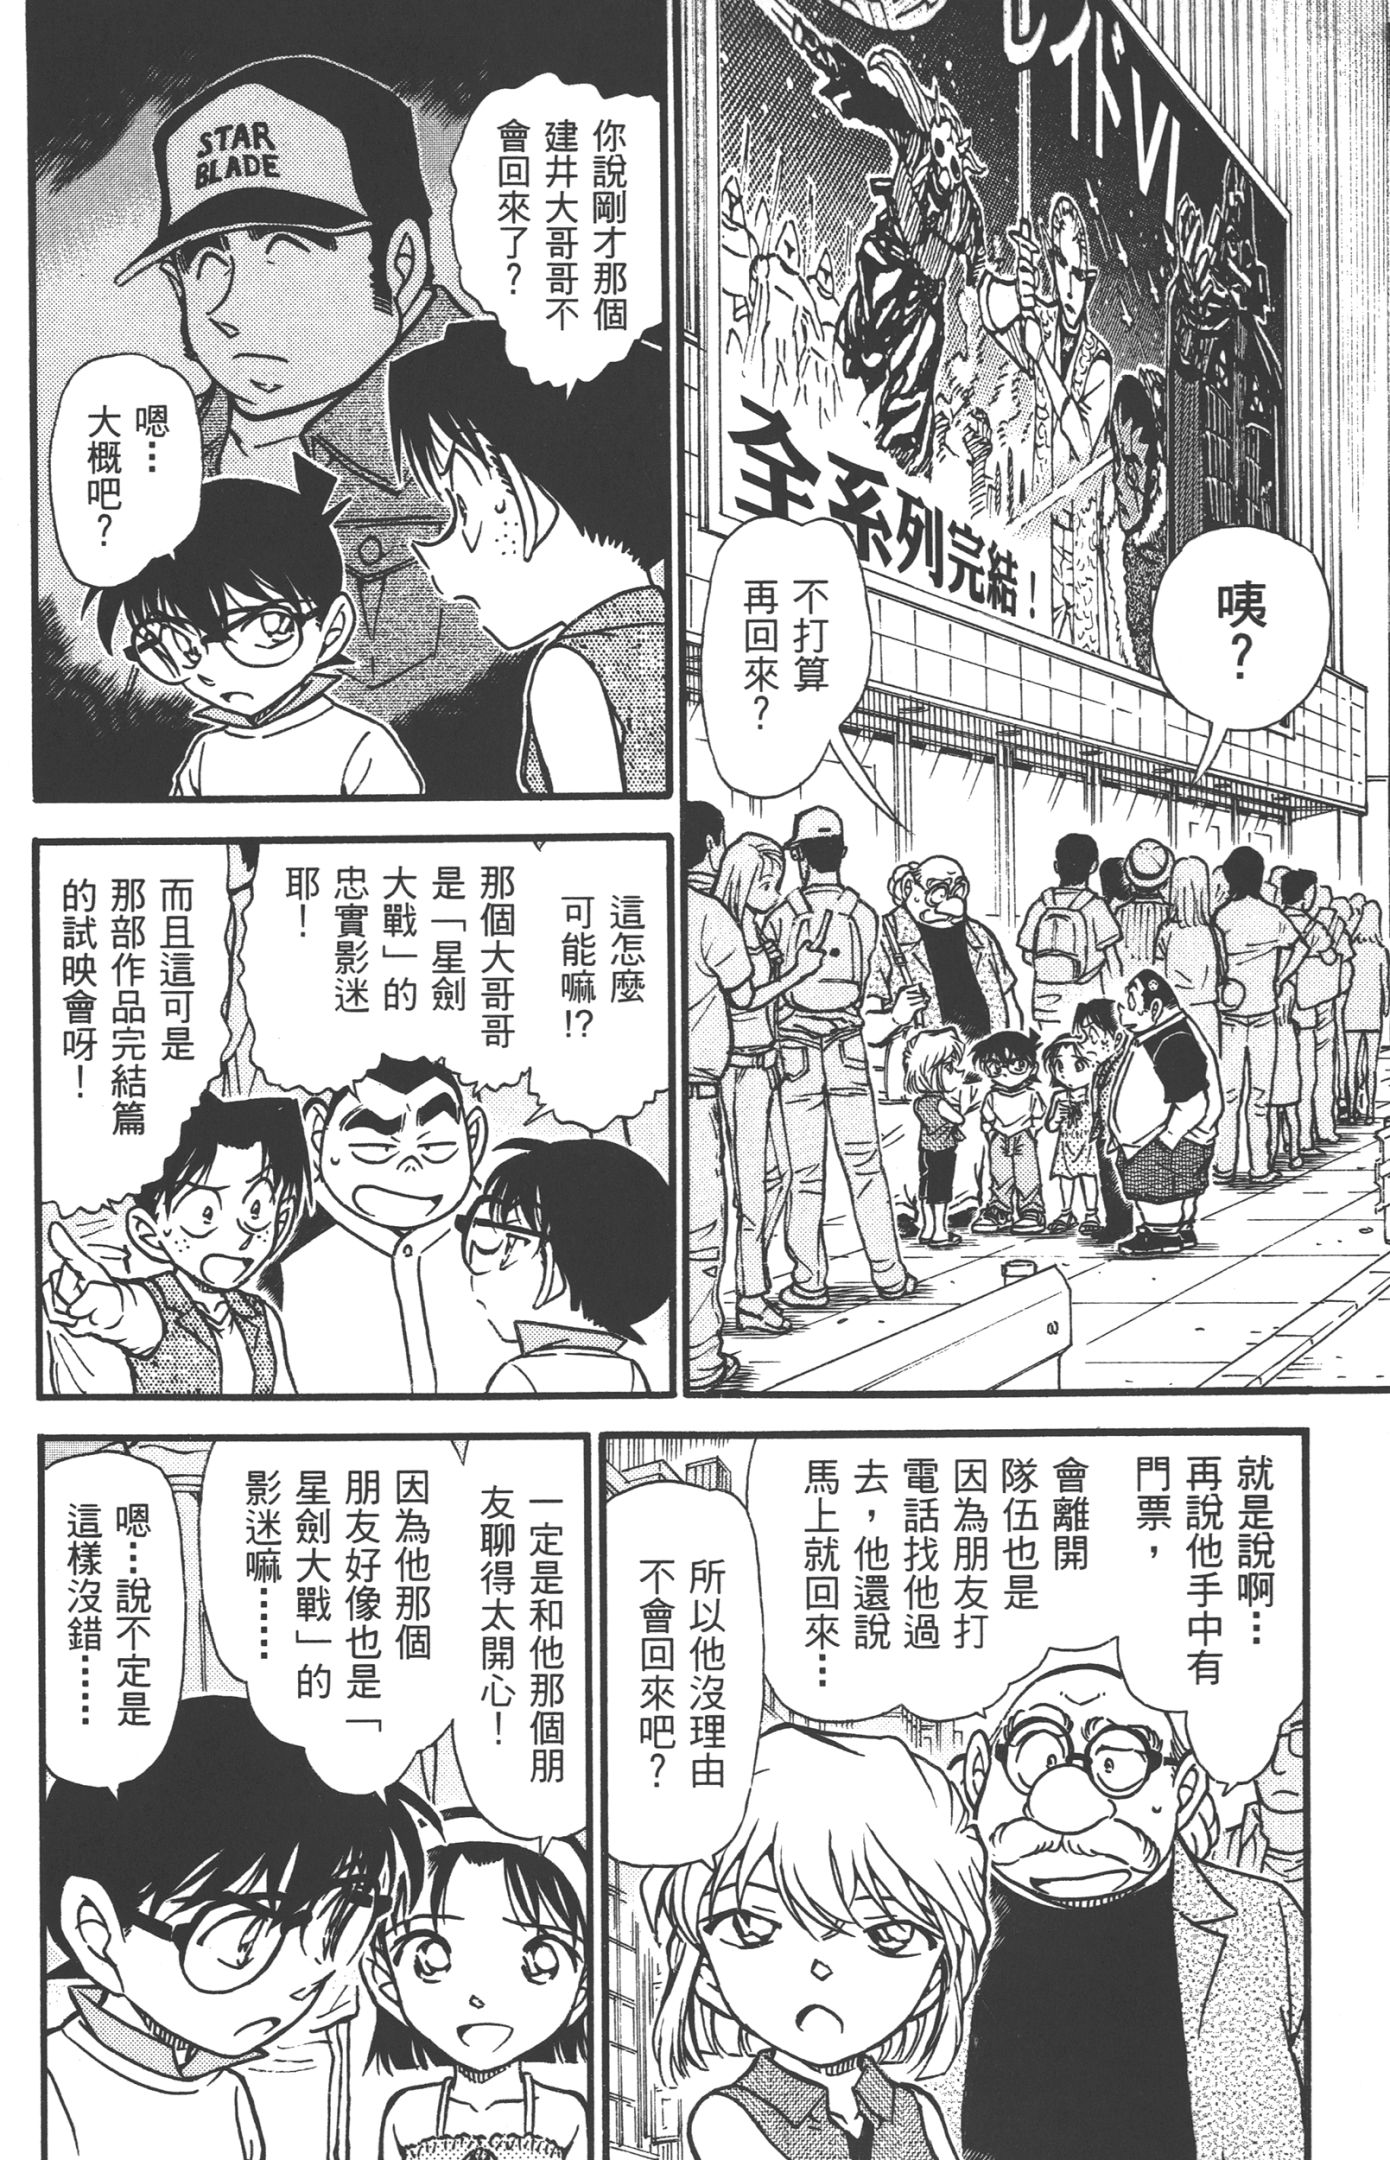 レイドVI
全系列完結!
咦?
不打算
再回來?
你說剛才那個
建井大哥哥不
會回來了?
STAR
BLADE
嗯…
大概吧?
這怎麼
可能嘛!?
那個大哥哥
是「星劍
大戰」的
忠實影迷
耶!
而且這可是
那部作品完結篇
的試映會呀!
就是說啊…
再說他手中有
門票,
會離開
隊伍也是
因為朋友打
電話找他過
去,他還說
馬上就回來…
所以他沒理由
不會回來吧?
一定是和他那個朋
友聊得太開心!
因為他那個
朋友好像也是「
星劍大戰」的
影迷嘛……
嗯…說不定是
這樣沒錯……